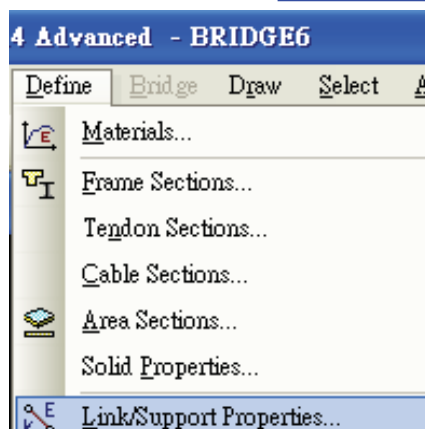 4 Advanced - BRIDGE6
Define Bridge Draw Select A
E Materials...
Frame Sections...
Tendon Sections...
Cable Sections...
Area Sections...
Solid Properties...
E Link/Support Properties...